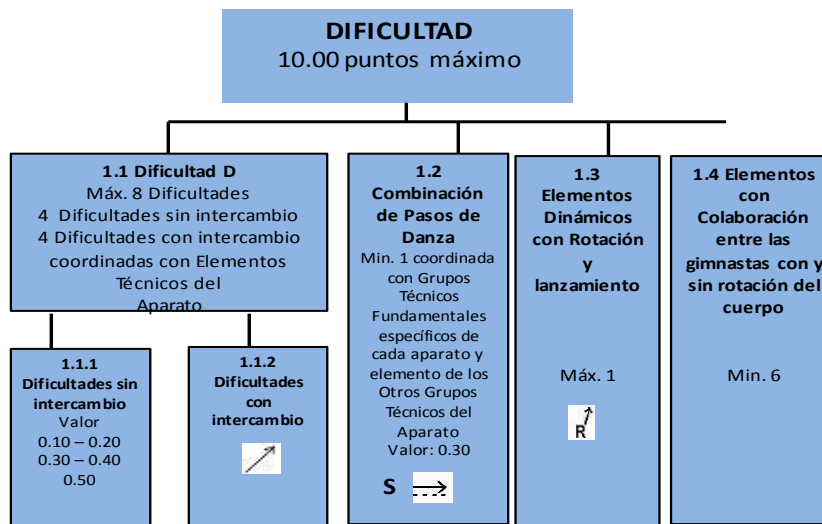 DIFICULTAD
10.00 puntos máximo
1.1 Dificultad D
Máx. 8 Dificultades
4 Dificultades sin intercambio
4 Dificultades con intercambio
coordinadas con Elementos
Técnicos del
Aparato
1.1.1
Dificultades sin
intercambio
Valor
0.10 – 0.20
0.30 – 0.40
0.50
1.1.2
Dificultades
con
intercambio
1.2
Combinación
de Pasos de
Danza
Min. 1 coordinada
con Grupos
Técnicos
Fundamentales
específicos de
cada aparato y
elemento de los
Otros Grupos
Técnicos del
Aparato
Valor: 0.30
S
1.3
Elementos
Dinámicos
con Rotación
y
lanzamiento
Máx. 1
R
1.4 Elementos
con
Colaboración
entre las
gimnastas con y
sin rotación del
cuerpo
Min. 6